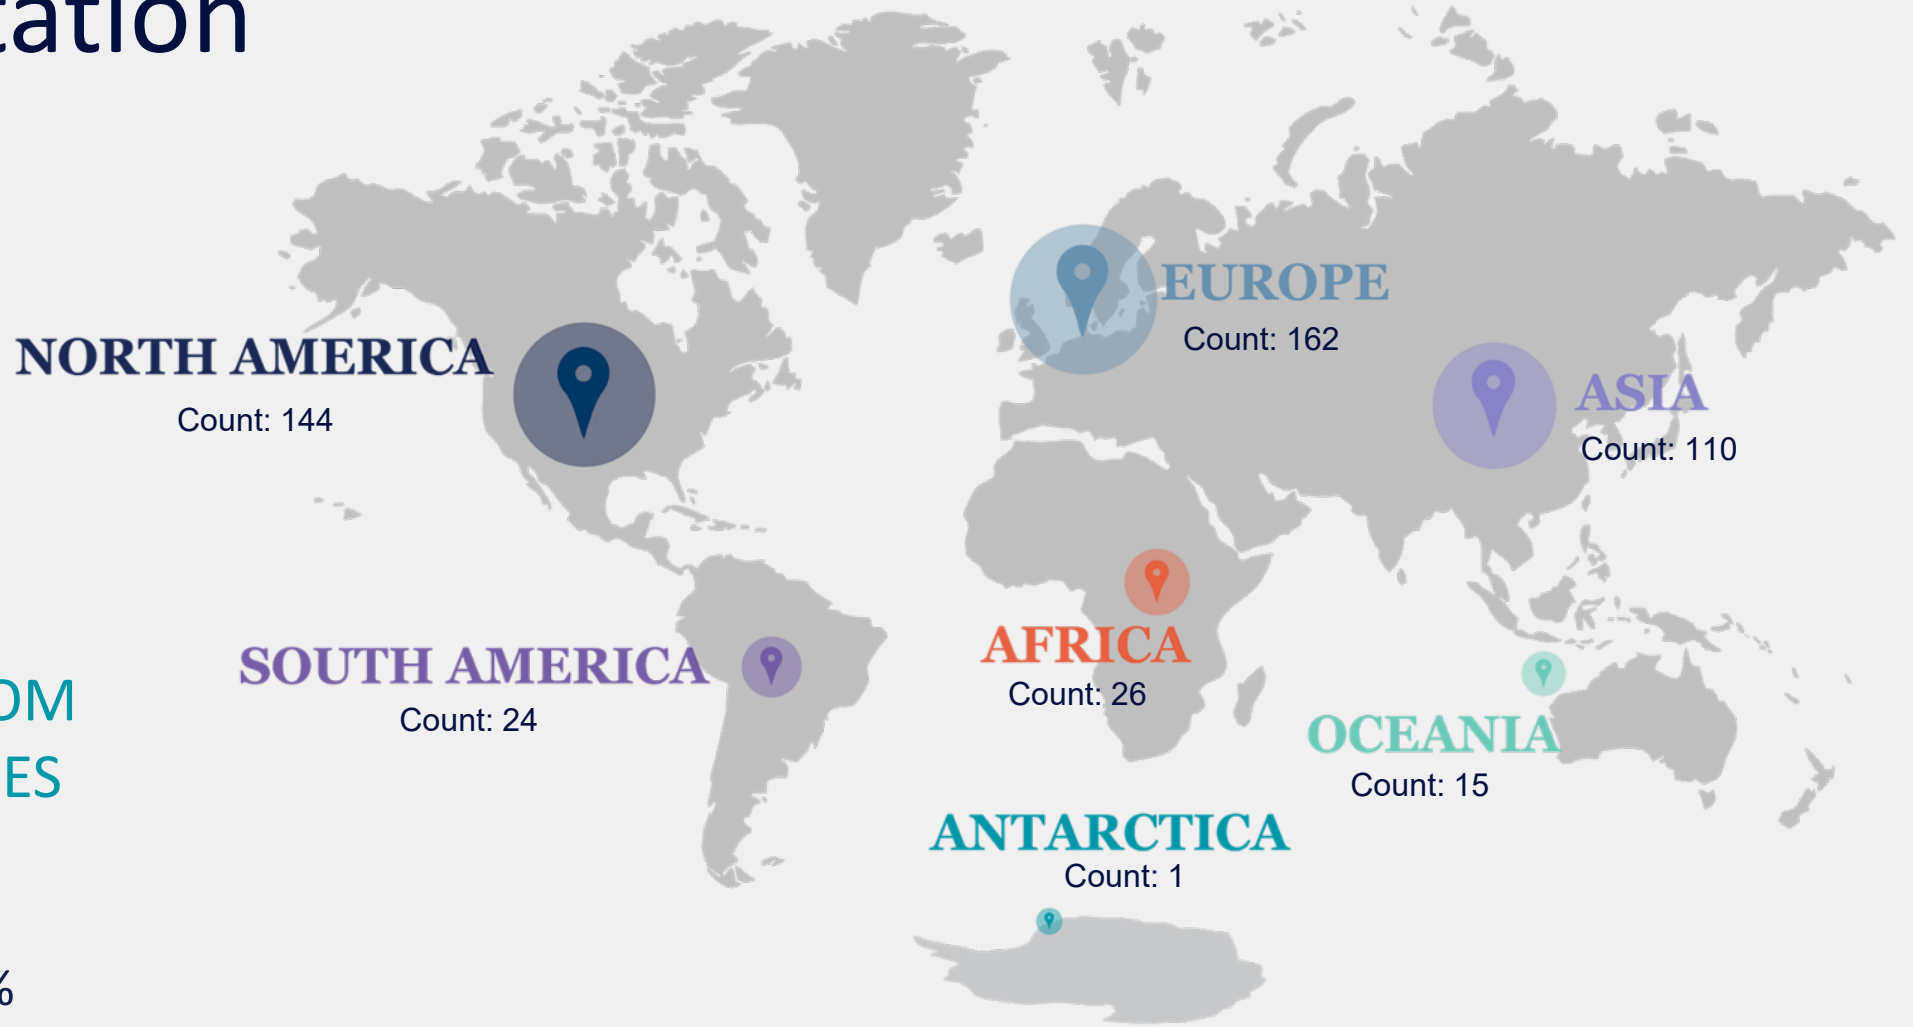 tation
EUROPE
Count: 162
NORTH AMERICA
Count: 144
ASIA
Count: 110
AFRICA
Count: 26
SOUTH AMERICA
Count: 24
OM
ES
OCEANIA
Count: 15
ANTARCTICA
Count: 1
%